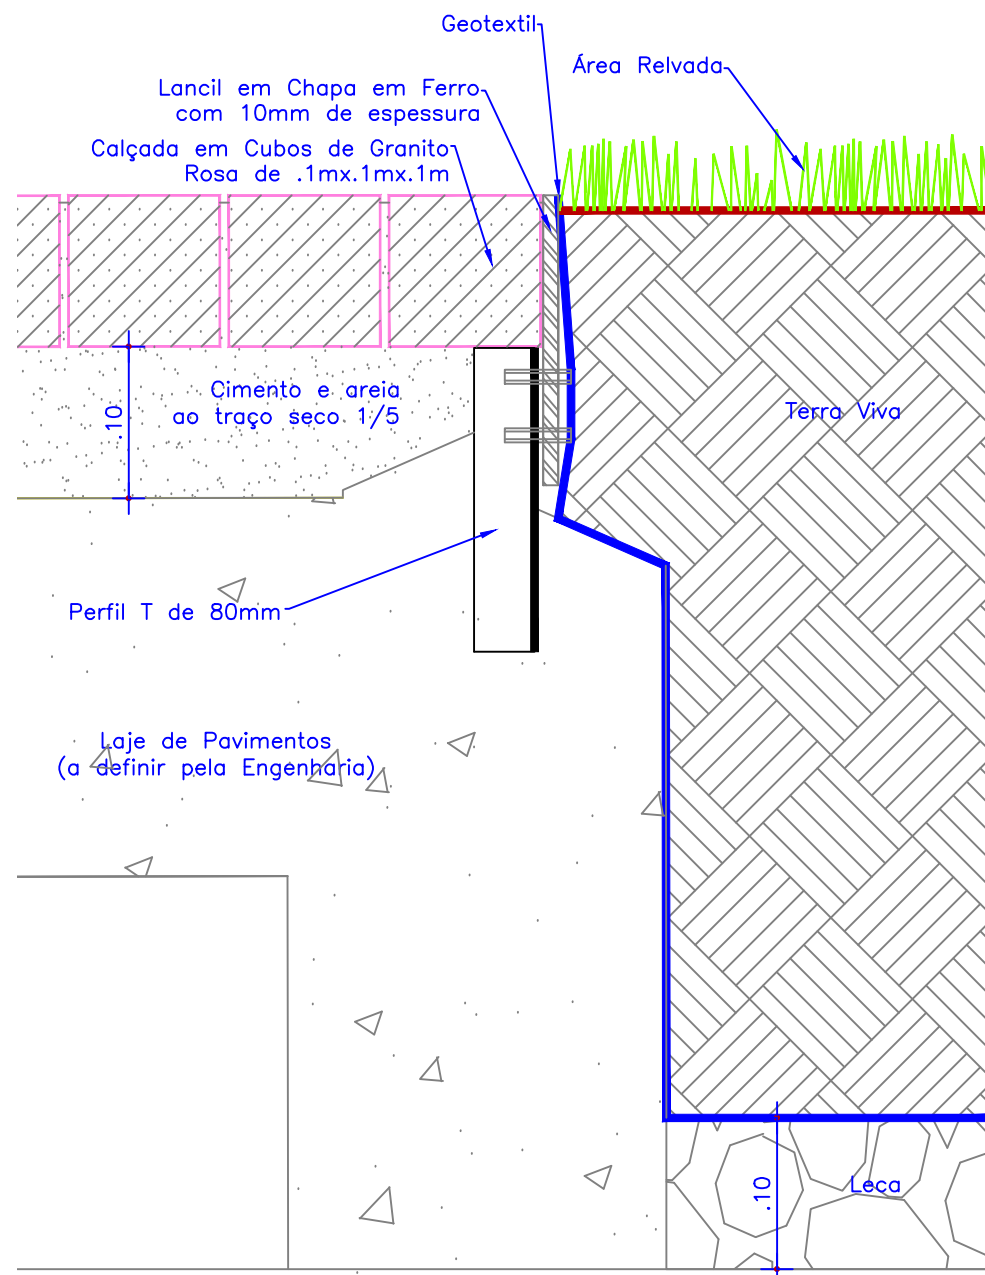 Geotextil
Área Relvada
Lancil em Chapa em Ferro
com 10mm de espessura
Calçada em Cubos de Granito
Rosa de .1mx.1mx.1m
Cimento e areia
ao traço seco 1/5
.10
Terra Viva
Perfil T de 80mm
Laje de Pavimentos
(a definir pela Engenharia)
Leca
.10